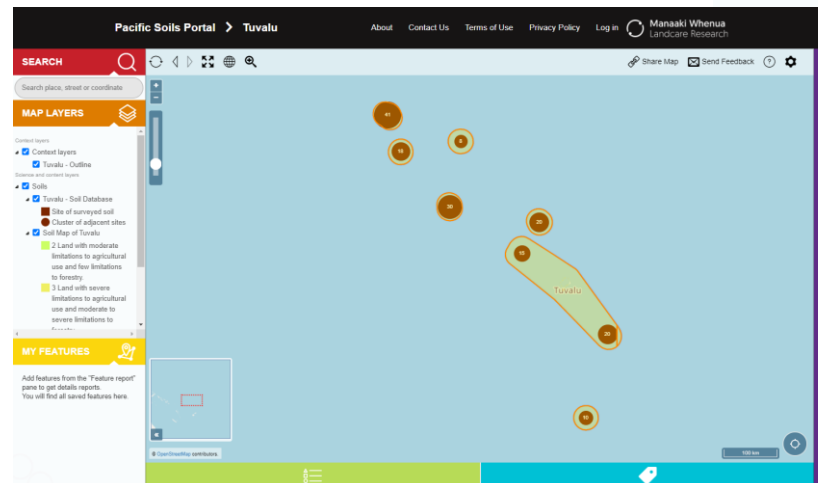 Pacific Soils Portal > Tuvalu
About
Contact Us
Terms of Use
Privacy Policy
Log in
Manaaki Whenua
Landcare Research
SEARCH
Search place, street or coordinate
MAP LAYERS
Context layers
Context layers
Tuvalu - Outline
Science and content layers
Soils
Tuvalu - Soil Database
Site of surveyed soil
Cluster of adjacent sites
Soil Map of Tuvalu
2 Land with moderate
limitations to agricultural
use and few limitations
to forestry.
3 Land with severe
limitations to agricultural
use and moderate to
severe limitations to
MY FEATURES
Add features from the "Feature report"
pane to get details reports.
You will find all saved features here.
Share Map
Send Feedback
?
+
−
41
30
20
Tuvalu
«
© OpenStreetMap contributors.
100 km